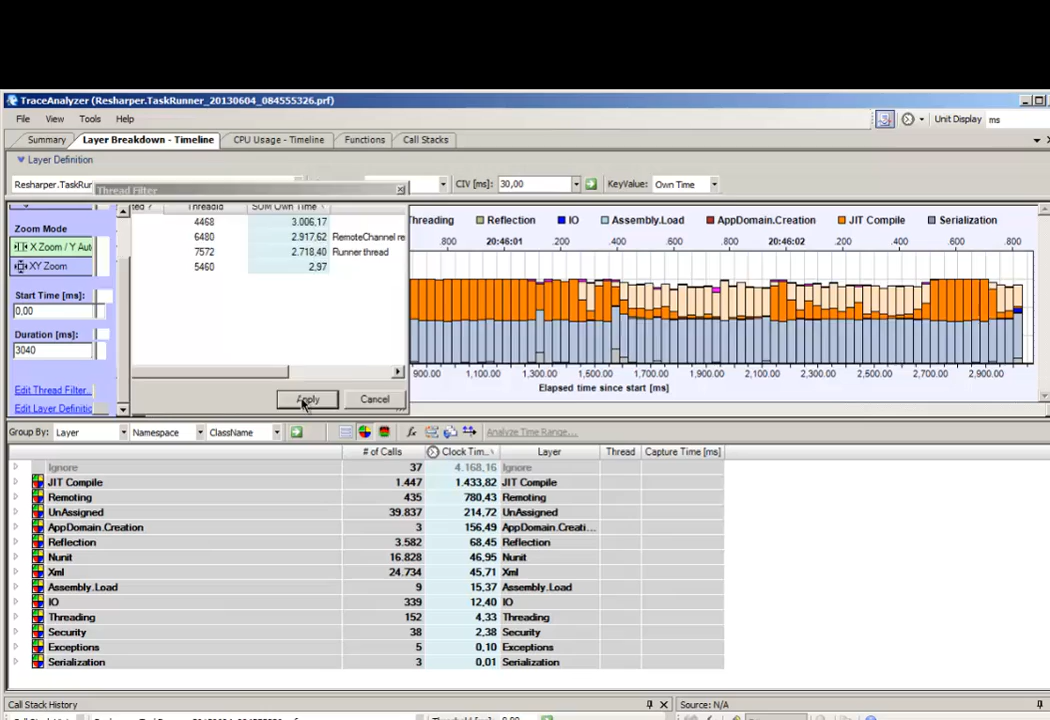 TraceAnalyzer (Resharper.TaskRunner_20130604_084555326.prf)
File View Tools Help
Unit Display ms
Summary Layer Breakdown - Timeline CPU Usage - Timeline Functions Call Stacks
Layer Definition
Resharper.TaskRur Thread Filter CIV [ms]: 30,00 KeyValue: Own Time
ThreadId SUM Own Time
Zoom Mode
X Zoom / Y Aut
XY Zoom
Start Time [ms]:
0,00
Duration [ms]:
3040
Edit Thread Filter...
Edit Layer Definitic
4468 3.006,17
6480 2.917,62 RemoteChannel re
7572 2.718,40 Runner thread
5460 2,97
Apply Cancel
Threading Reflection IO Assembly.Load AppDomain.Creation JIT Compile Serialization
.800 20:46:01 .200 .400 .600 .800 20:46:02 .200 .400 .600 .800
900.00 1,100.00 1,300.00 1,500.00 1,700.00 1,900.00 2,100.00 2,300.00 2,500.00 2,700.00 2,900.00
Elapsed time since start [ms]
Group By: Layer Namespace ClassName Analyze Time Range...
# of Calls Clock Tim.. Layer Thread Capture Time [ms]
Ignore 37 4.168,16 Ignore
JIT Compile 1.447 1.433,82 JIT Compile
Remoting 435 780,43 Remoting
UnAssigned 39.837 214,72 UnAssigned
AppDomain.Creation 3 156,49 AppDomain.Creati...
Reflection 3.582 68,45 Reflection
Nunit 16.828 46,95 Nunit
Xml 24.734 45,71 Xml
Assembly.Load 9 15,37 Assembly.Load
IO 339 12,40 IO
Threading 152 4,33 Threading
Security 38 2,38 Security
Exceptions 5 0,10 Exceptions
Serialization 3 0,01 Serialization
Call Stack History Source: N/A